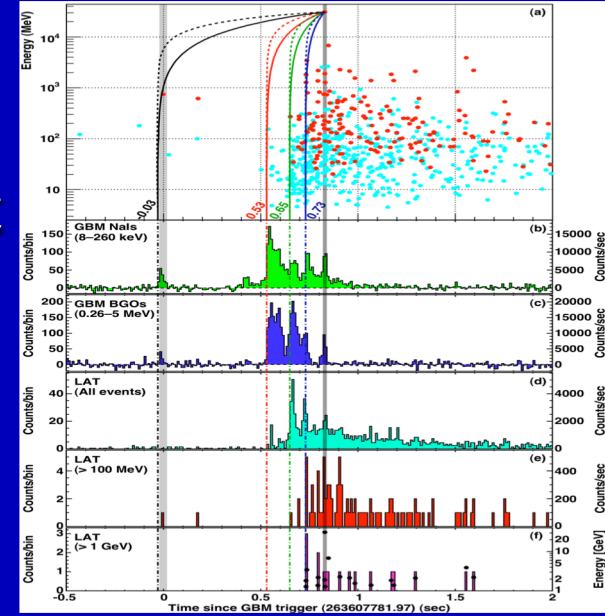 (a)
Energy (MeV)
10⁴
10³
10²
10
-0.03
0.53
0.65
0.73
GBM NaIs
(8–260 keV)
(b)
Counts/bin
150
100
50
0
15000
10000
5000
0
Counts/sec
GBM BGOs
(0.26–5 MeV)
(c)
Counts/bin
200
150
100
50
0
20000
15000
10000
5000
0
Counts/sec
LAT
(All events)
(d)
Counts/bin
40
20
0
4000
2000
0
Counts/sec
LAT
(> 100 MeV)
(e)
Counts/bin
4
2
0
400
200
0
Counts/sec
LAT
(> 1 GeV)
(f)
Counts/bin
3
2
1
0
20
10
5
2
1
Energy [GeV]
-0.5 0 0.5 1 1.5 2
Time since GBM trigger (263607781.97) (sec)